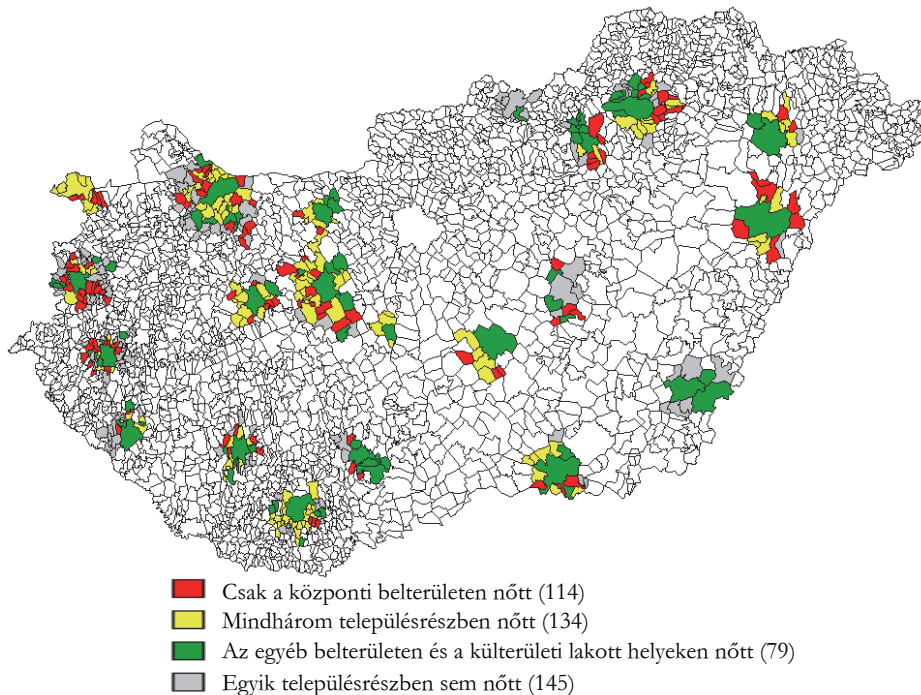 Csak a központi belterületen nőtt (114)
Mindhárom településrészben nőtt (134)
Az egyéb belterületen és a külterületi lakott helyeken nőtt (79)
Egyik településrészben sem nőtt (145)